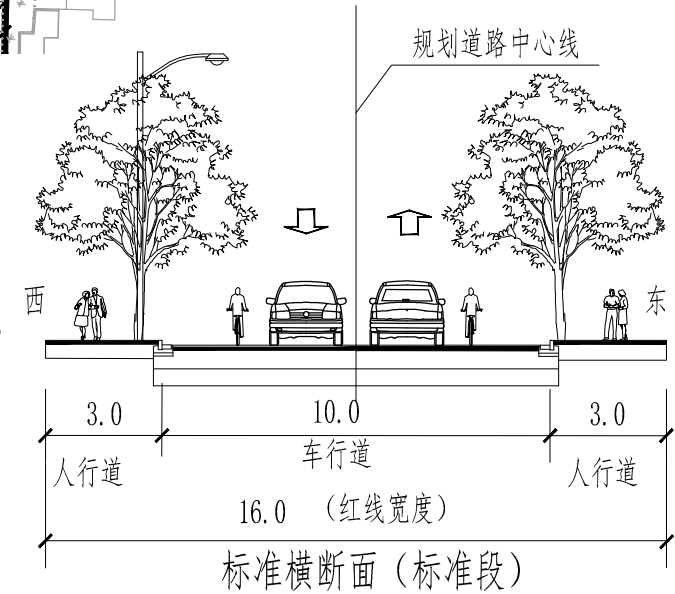 规划道路中心线
西
东
3.0
10.0
3.0
人行道
车行道
人行道
16.0 （红线宽度）
标准横断面（标准段）